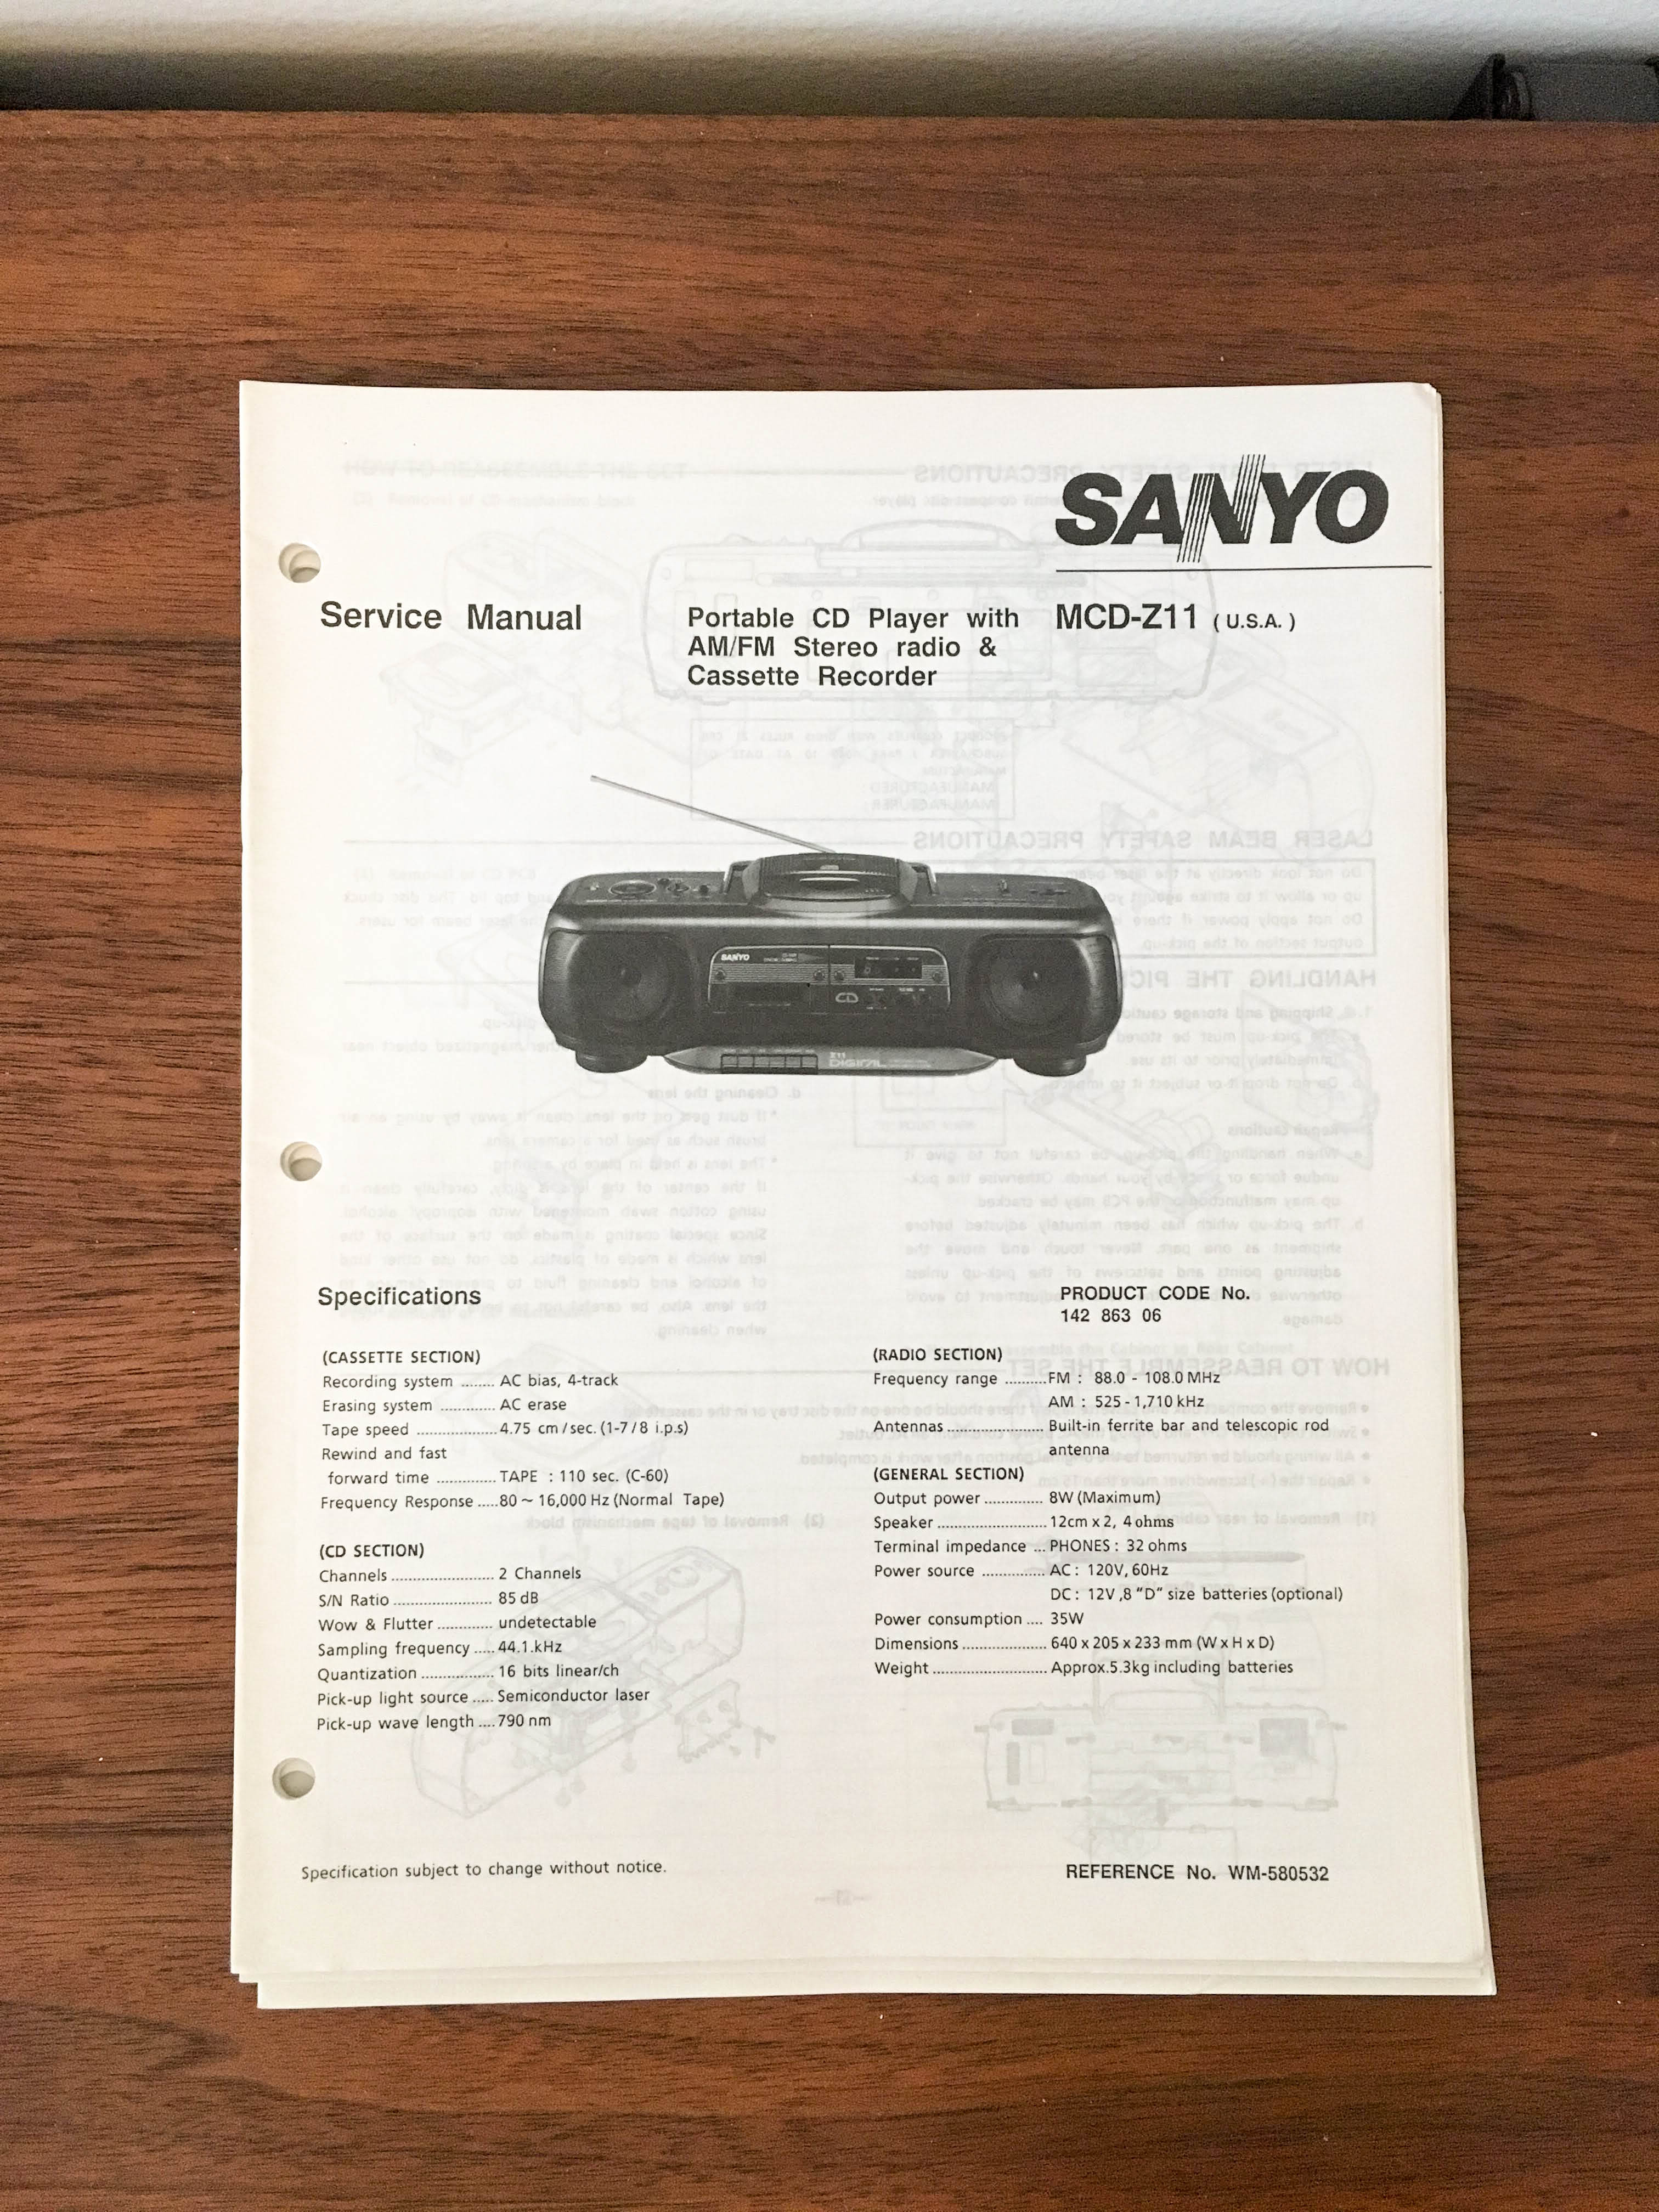 SANYO
Service Manual
Portable CD Player with
AM/FM Stereo radio &
Cassette Recorder
MCD-Z11 ( U.S.A. )
SANYO
CD
Z11
DIGITAL
Specifications
PRODUCT CODE No.
142 863 06
(CASSETTE SECTION)
Recording system ........ AC bias, 4-track
Erasing system ............. AC erase
Tape speed ................... 4.75 cm/sec. (1-7/8 i.p.s)
Rewind and fast
forward time .............. TAPE : 110 sec. (C-60)
Frequency Response ..... 80 ~ 16,000 Hz (Normal Tape)
(CD SECTION)
Channels ........................ 2 Channels
S/N Ratio ....................... 85 dB
Wow & Flutter ............. undetectable
Sampling frequency ..... 44.1.kHz
Quantization ................. 16 bits linear/ch
Pick-up light source ..... Semiconductor laser
Pick-up wave length .... 790 nm
(RADIO SECTION)
Frequency range .......... FM : 88.0 - 108.0 MHz
AM : 525 - 1,710 kHz
Antennas ....................... Built-in ferrite bar and telescopic rod
antenna
(GENERAL SECTION)
Output power .............. 8W (Maximum)
Speaker .......................... 12cm x 2, 4 ohms
Terminal impedance ... PHONES : 32 ohms
Power source ............... AC : 120V, 60Hz
DC : 12V ,8 "D" size batteries (optional)
Power consumption .... 35W
Dimensions .................... 640 x 205 x 233 mm (W x H x D)
Weight ........................... Approx.5.3kg including batteries
Specification subject to change without notice.
REFERENCE No. WM-580532